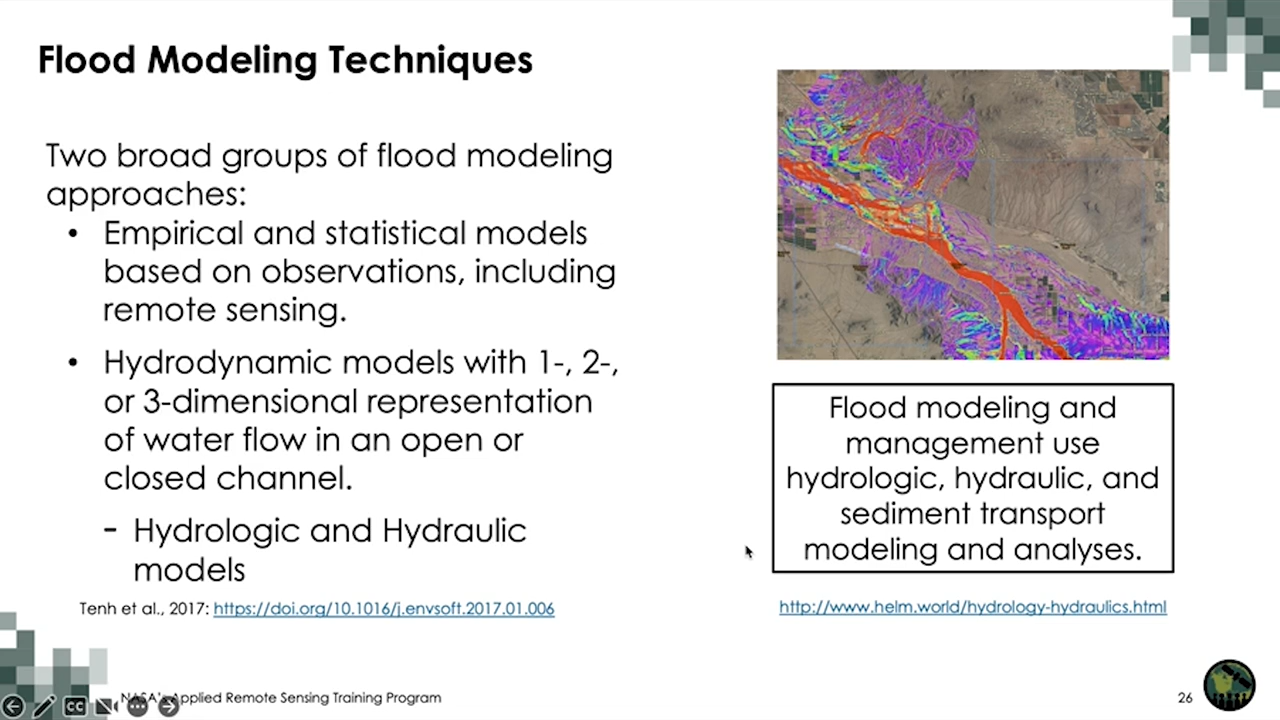 Flood Modeling Techniques
Two broad groups of flood modeling
approaches:
• Empirical and statistical models
based on observations, including
remote sensing.
• Hydrodynamic models with 1-, 2-,
or 3-dimensional representation
of water flow in an open or
closed channel.
- Hydrologic and Hydraulic
models
Tenh et al., 2017: https://doi.org/10.1016/j.envsoft.2017.01.006
Flood modeling and
management use
hydrologic, hydraulic, and
sediment transport
modeling and analyses.
http://www.helm.world/hydrology-hydraulics.html
NASA's Applied Remote Sensing Training Program
CC
26